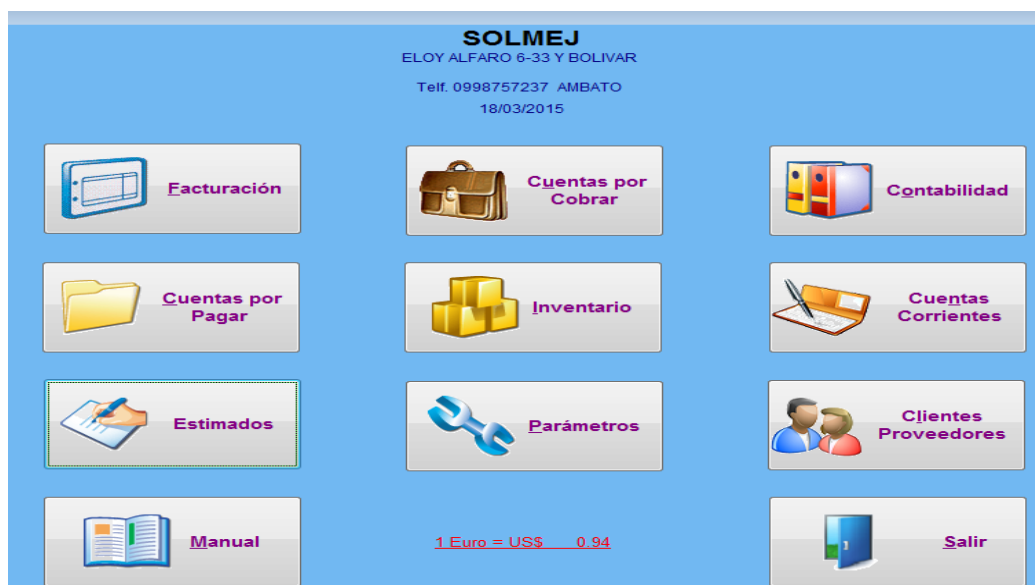 SOLMEJ
ELOY ALFARO 6-33 Y BOLIVAR
Telf. 0998757237 AMBATO
18/03/2015
Facturación
Cuentas por
Cobrar
Contabilidad
Cuentas por
Pagar
Inventario
Cuentas
Corrientes
Estimados
Parámetros
Clientes
Proveedores
Manual
1 Euro = US$ 0.94
Salir